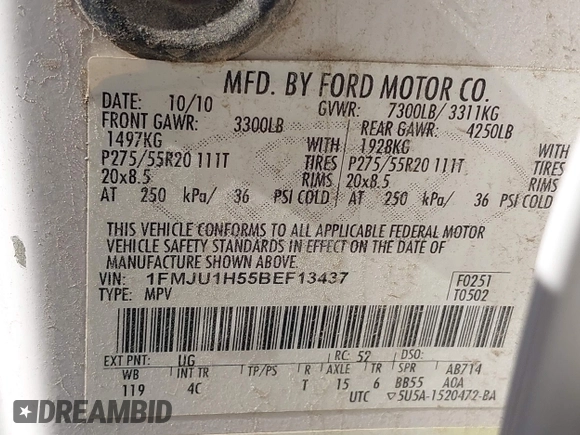 MFD. BY FORD MOTOR CO.
DATE: 10/10 GVWR: 7300LB/ 3311KG
FRONT GAWR: 3300LB REAR GAWR: 4250LB
1497KG WITH 1928KG WITH
P275/55R20 111T TIRES P275/55R20 111T TIRES
20x8.5 RIMS 20x8.5 RIMS
AT 250 kPa/ 36 PSI COLD AT 250 kPa/ 36 PSI COLD
THIS VEHICLE CONFORMS TO ALL APPLICABLE FEDERAL MOTOR
VEHICLE SAFETY STANDARDS IN EFFECT ON THE DATE OF
MANUFACTURE SHOWN ABOVE.
VIN: 1FMJU1H55BEF13437 F0251
TYPE: MPV T0502
EXT PNT: UG RC: 52 DSO:
WB INT TR TP/PS R AXLE TR SPR AB714
119 4C T 15 6 BB55 A0A
UTC ▽5U5A-1520472-BA
DREAMBID